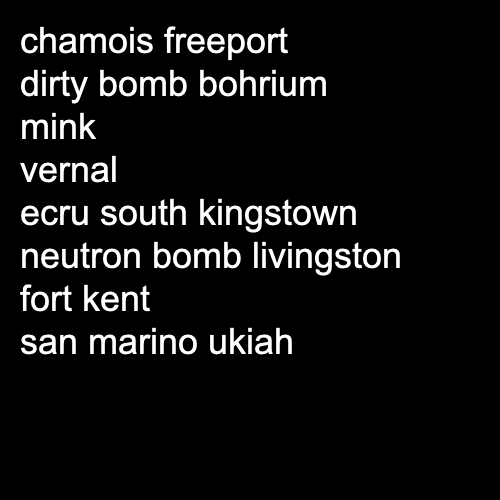 chamois freeport
dirty bomb bohrium
mink
vernal
ecru south kingstown
neutron bomb livingston
fort kent
san marino ukiah